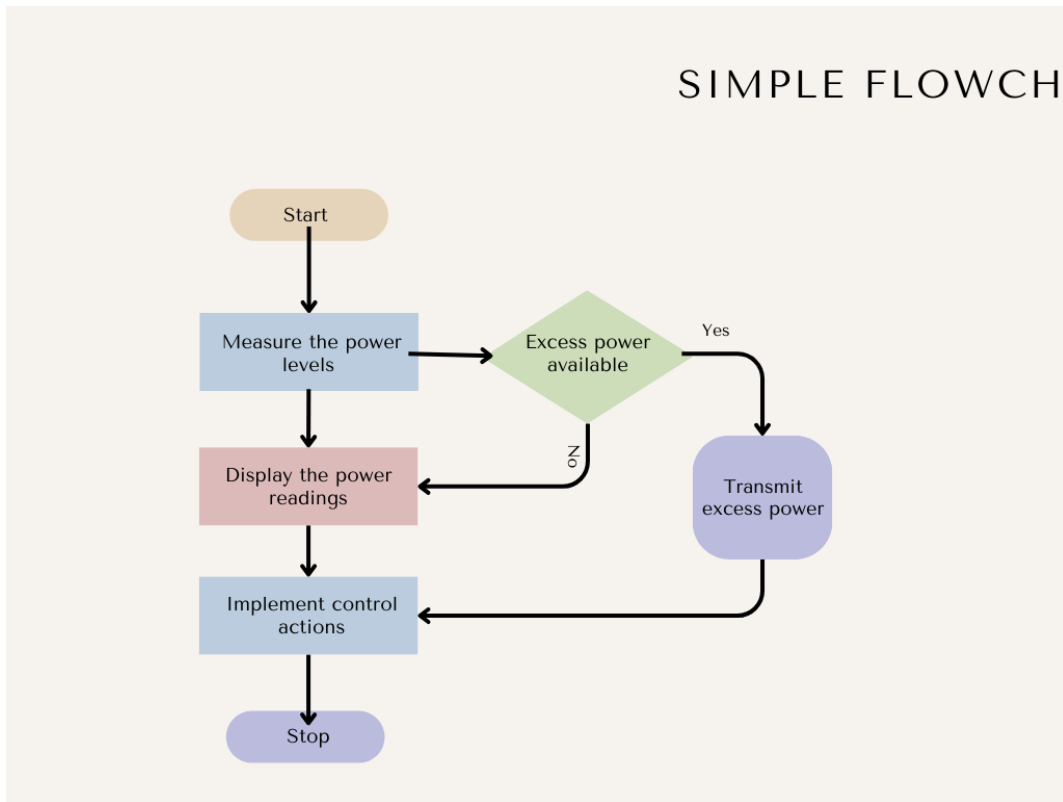 SIMPLE FLOWCH
Start
Measure the power
levels
Excess power
available
Yes
No
Display the power
readings
Transmit
excess power
Implement control
actions
Stop